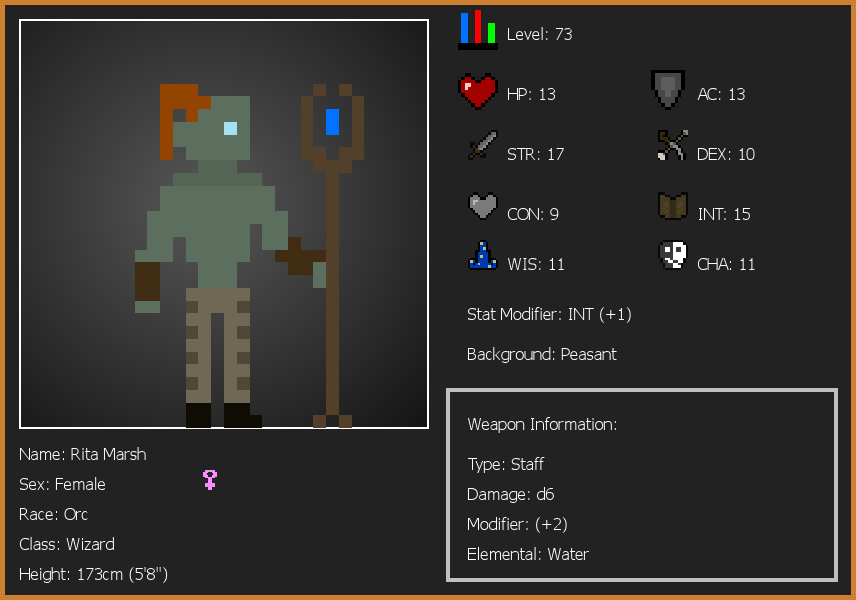 Level: 73
HP: 13
AC: 13
STR: 17
DEX: 10
CON: 9
INT: 15
WIS: 11
CHA: 11
Stat Modifier: INT (+1)
Background: Peasant
Weapon Information:
Type: Staff
Damage: d6
Modifier: (+2)
Elemental: Water
Name: Rita Marsh
Sex: Female
Race: Orc
Class: Wizard
Height: 173cm (5'8")